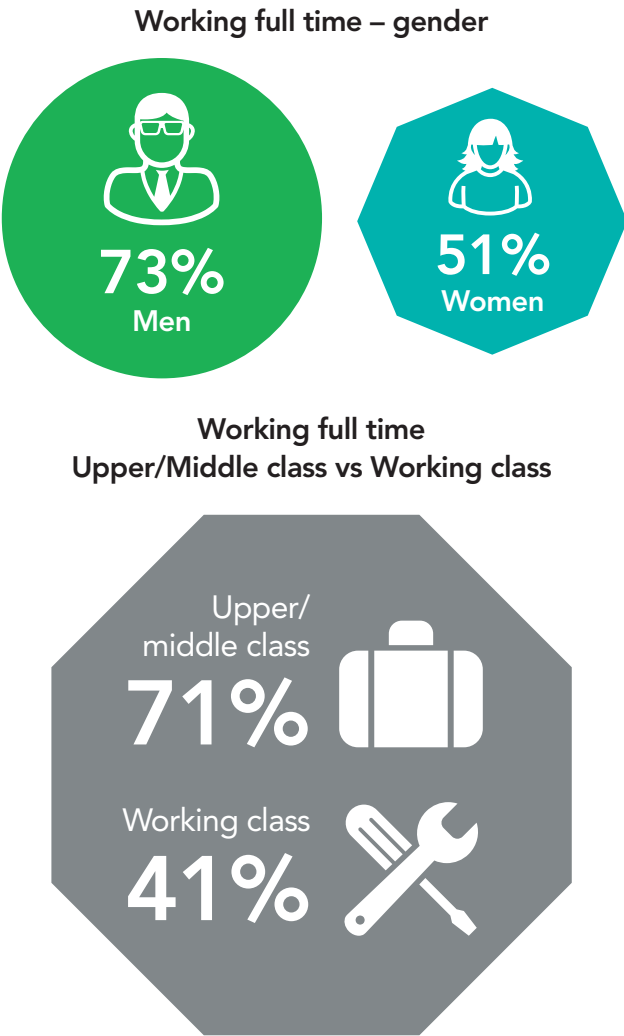 Working full time – gender
73%
Men
51%
Women
Working full time
Upper/Middle class vs Working class
Upper/
middle class
71%
Working class
41%